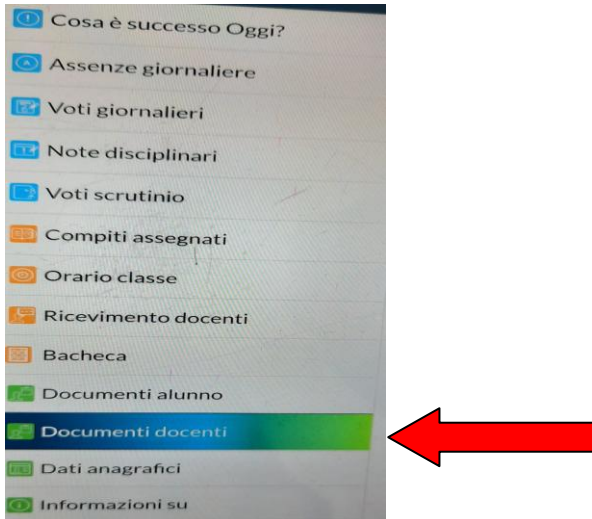 Cosa è successo Oggi?
Assenze giornaliere
Voti giornalieri
Note disciplinari
Voti scrutinio
Compiti assegnati
Orario classe
Ricevimento docenti
Bacheca
Documenti alunno
Documenti docenti
Dati anagrafici
Informazioni su